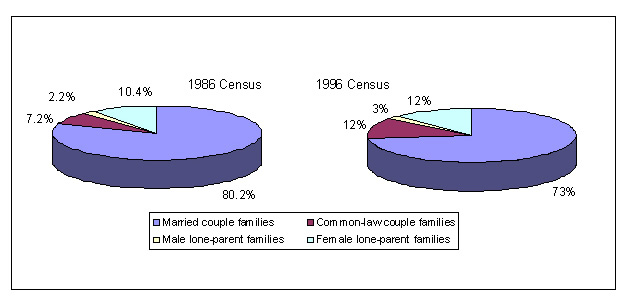 1986 Census
2.2%
10.4%
7.2%
80.2%
1996 Census
3%
12%
12%
73%
Married couple families
Common-law couple families
Male lone-parent families
Female lone-parent families